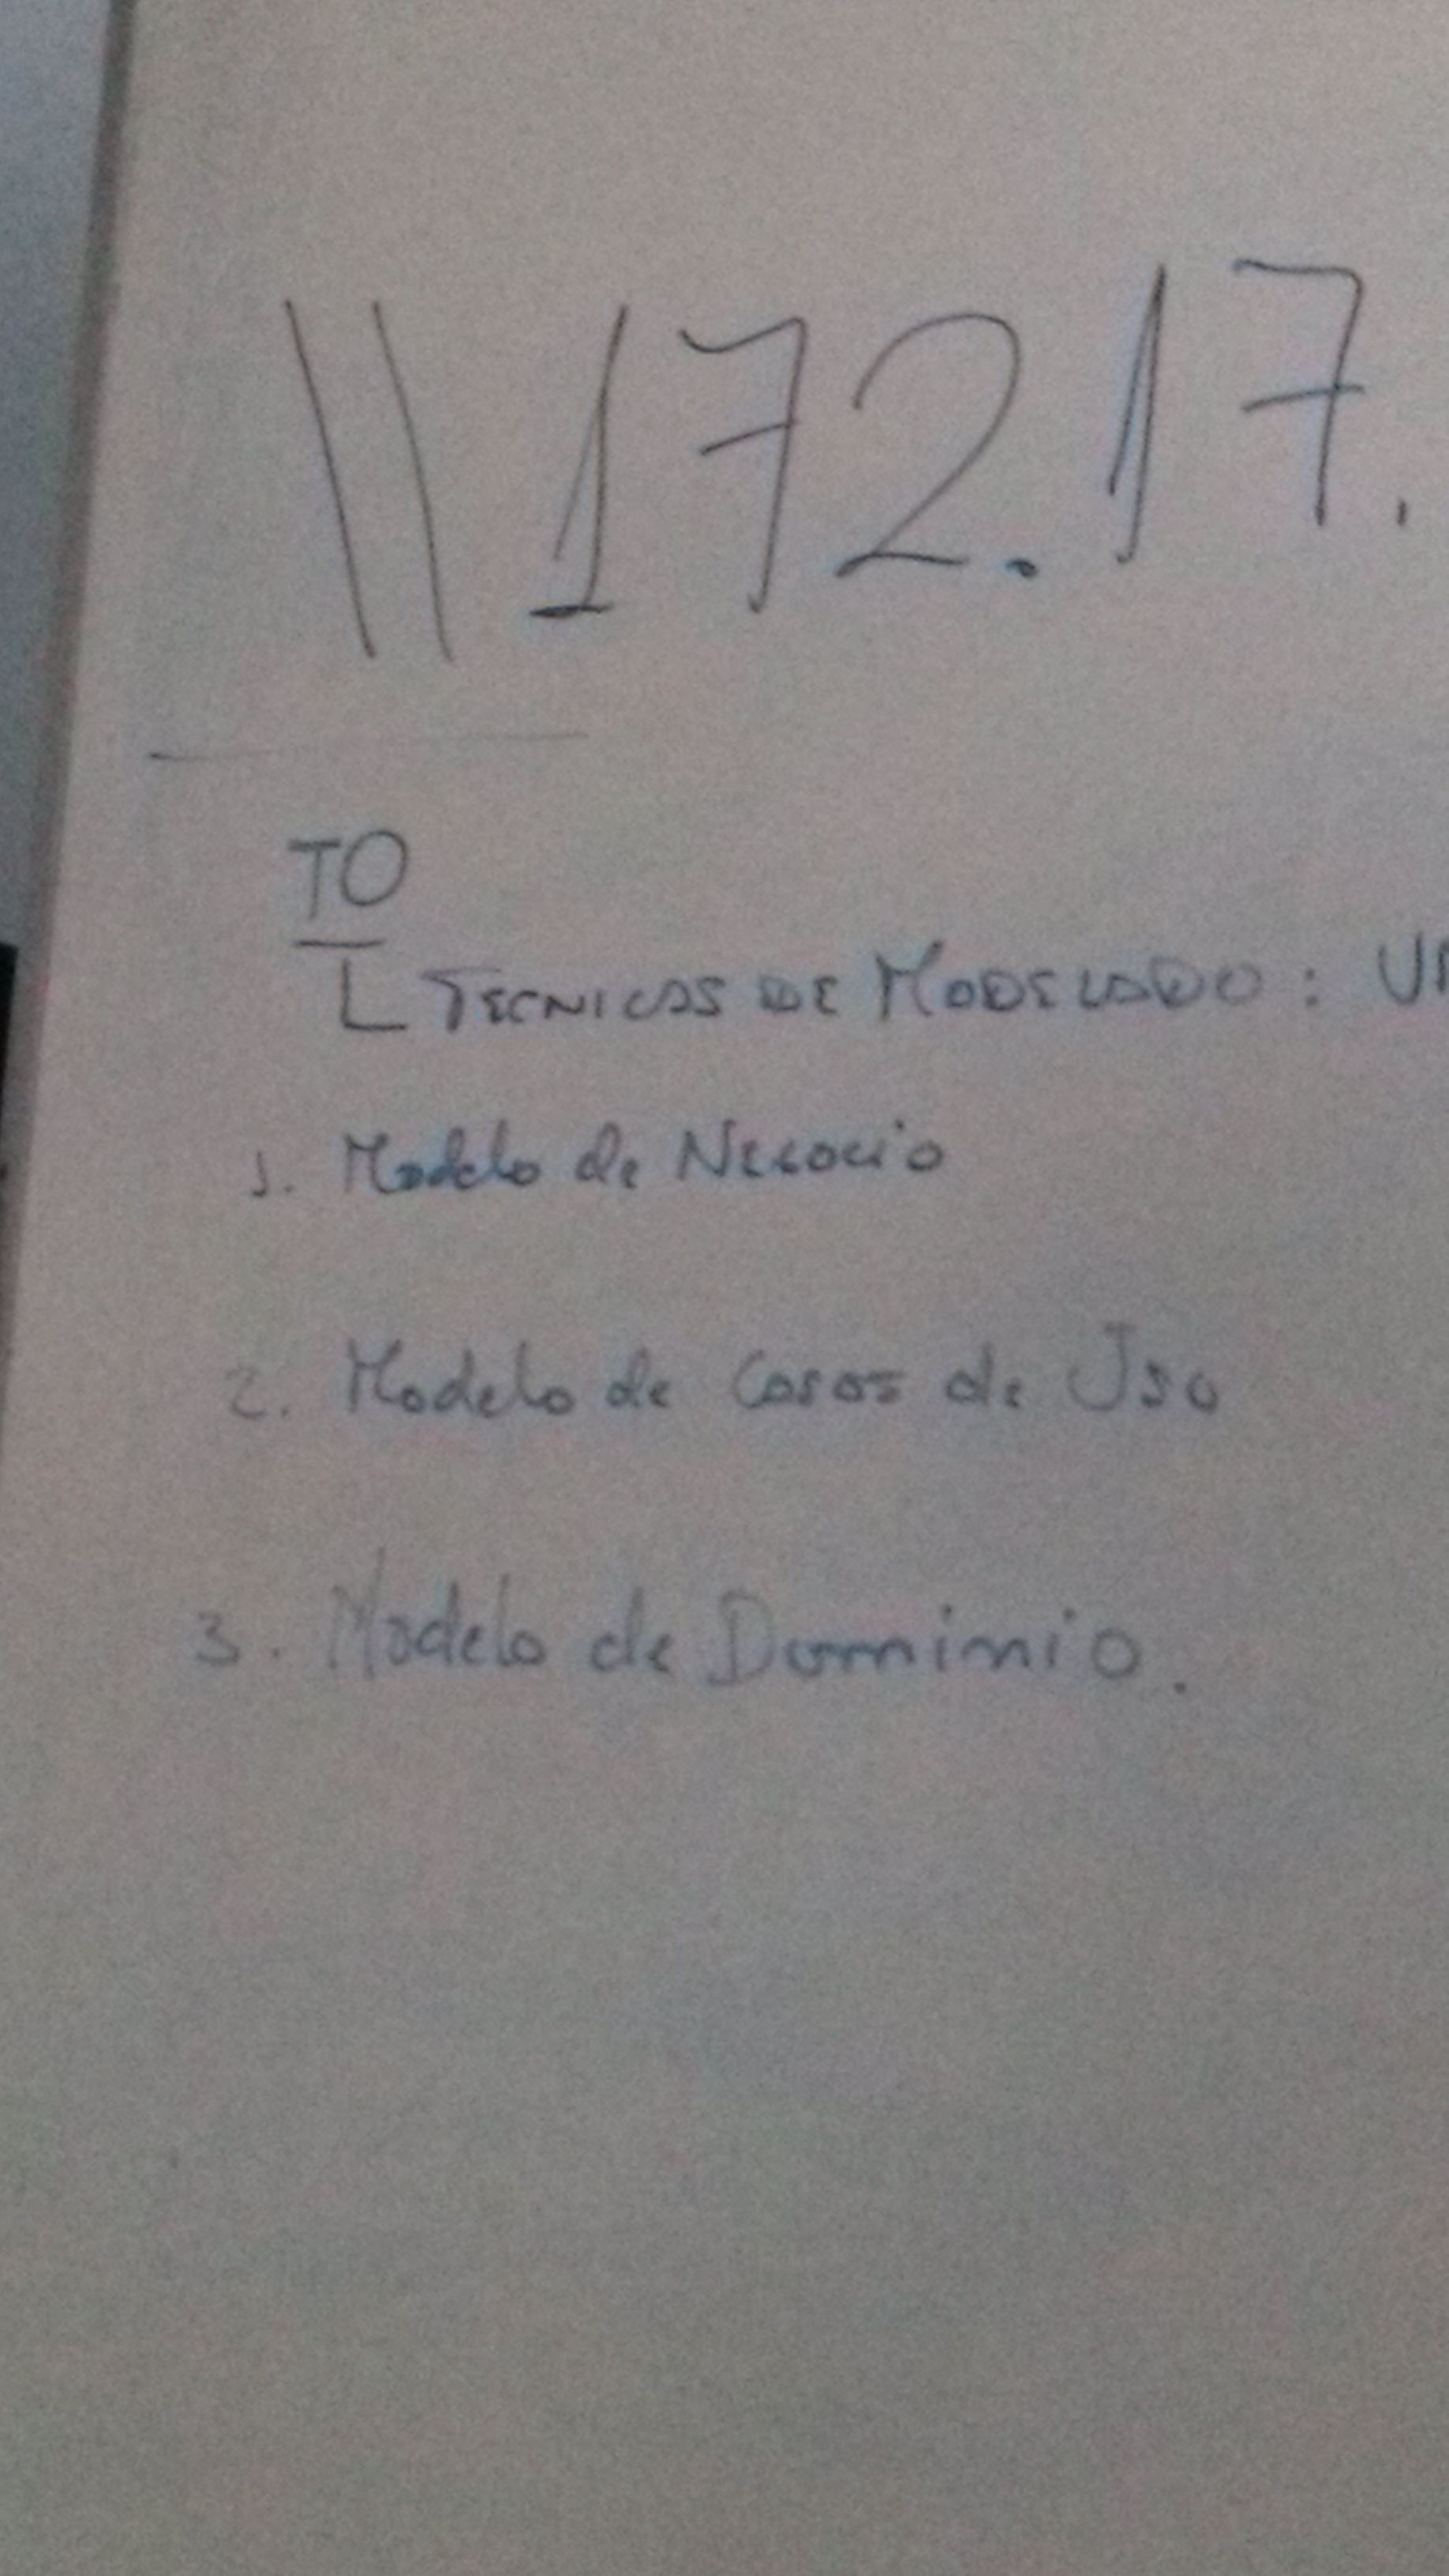 \\172.17.
TO
TECNICAS DE MODELADO :
1. Modelo de Negocio
2. Modelo de Casos de Uso
3. Modelo de Dominio.